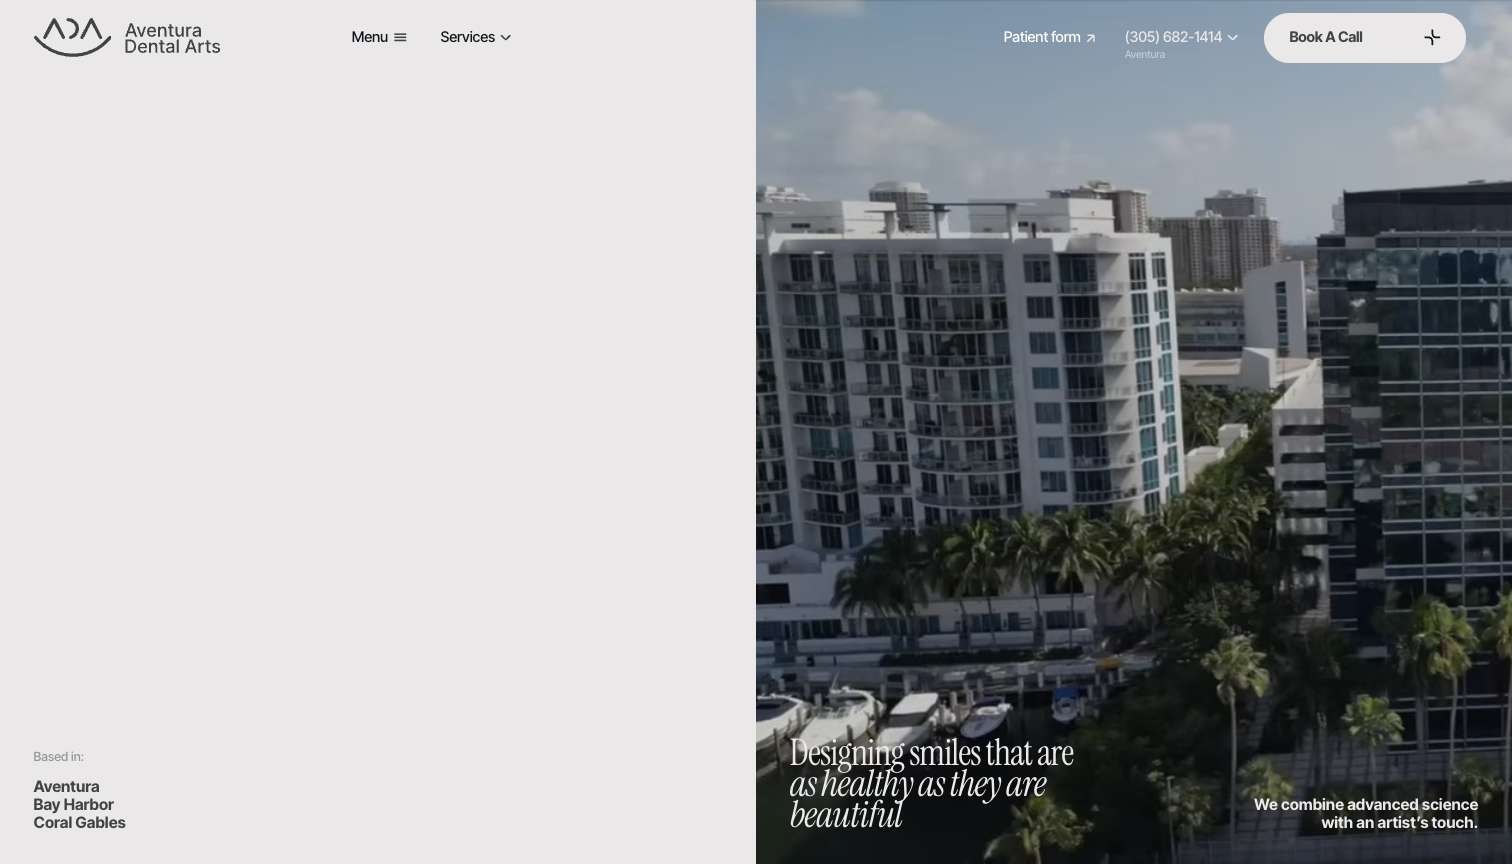 Aventura
Dental Arts
Menu
Services
Patient form
(305) 682-1414
Aventura
Book A Call
Based in:
Aventura
Bay Harbor
Coral Gables
Designing smiles that are
as healthy as they are
beautiful
We combine advanced science
with an artist’s touch.